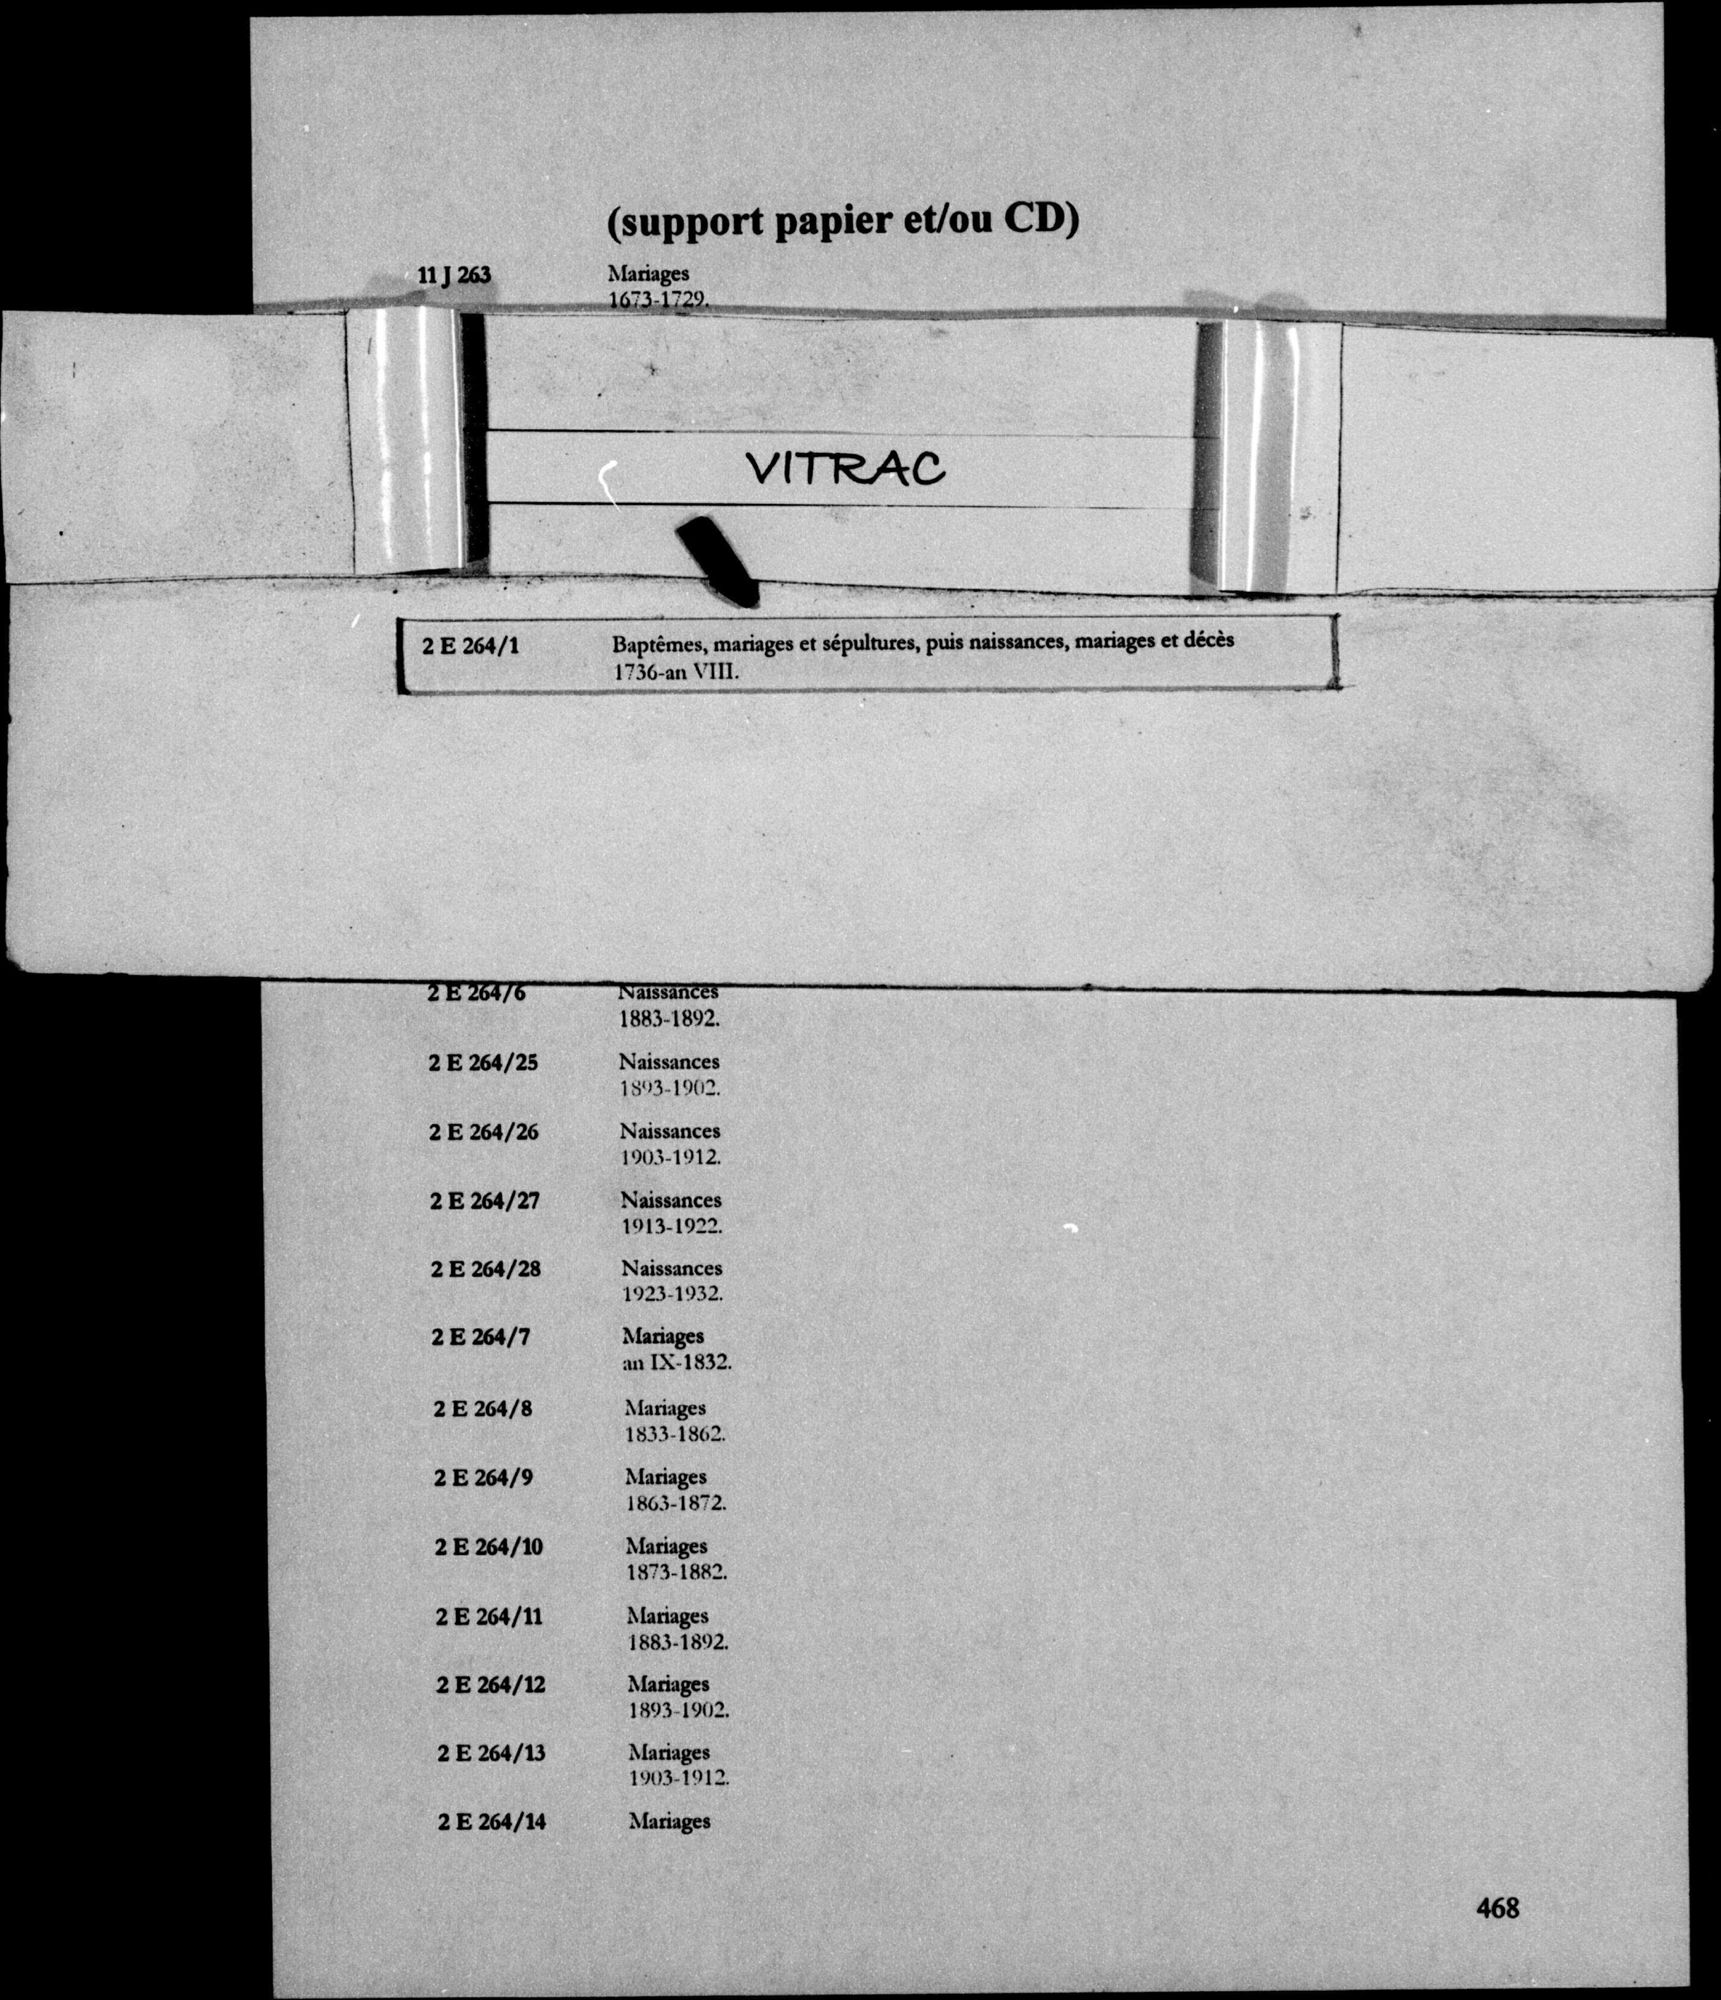 (support papier et/ou CD)
11 J 263 Mariages
1673-1729.
VITRAC
2 E 264/1 Baptêmes, mariages et sépultures, puis naissances, mariages et décès
1736-an VIII.
2 E 264/6 Naissances
1883-1892.
2 E 264/25 Naissances
1893-1902.
2 E 264/26 Naissances
1903-1912.
2 E 264/27 Naissances
1913-1922.
2 E 264/28 Naissances
1923-1932.
2 E 264/7 Mariages
an IX-1832.
2 E 264/8 Mariages
1833-1862.
2 E 264/9 Mariages
1863-1872.
2 E 264/10 Mariages
1873-1882.
2 E 264/11 Mariages
1883-1892.
2 E 264/12 Mariages
1893-1902.
2 E 264/13 Mariages
1903-1912.
2 E 264/14 Mariages
468